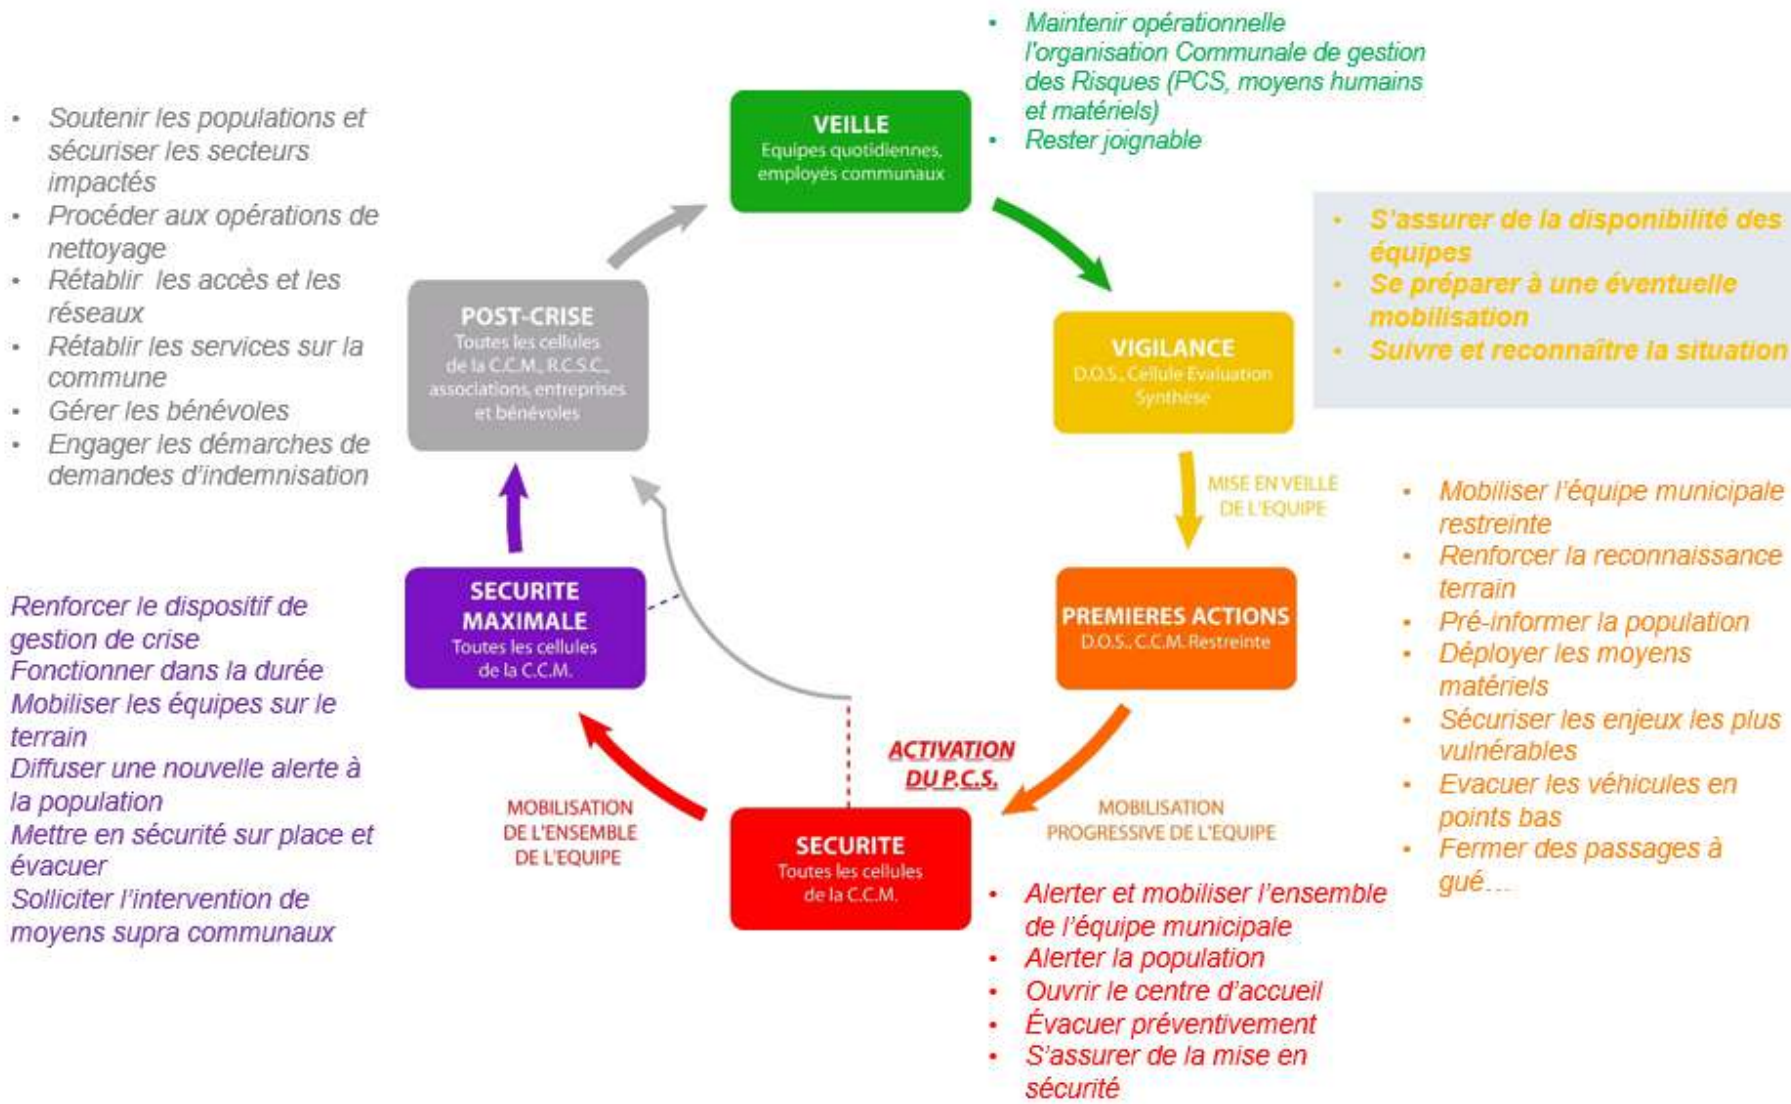 • Maintenir opérationnelle
l'organisation Communale de gestion
des Risques (PCS, moyens humains
et matériels)
• Rester joignable
VEILLE
Equipes quotidiennes,
employés communaux
• S'assurer de la disponibilité des
équipes
• Se préparer à une éventuelle
mobilisation
• Suivre et reconnaître la situation
VIGILANCE
D.O.S., Cellule Evaluation
Synthèse
MISE EN VEILLE
DE L'EQUIPE
• Mobiliser l'équipe municipale
restreinte
• Renforcer la reconnaissance
terrain
• Pré-informer la population
• Déployer les moyens
matériels
• Sécuriser les enjeux les plus
vulnérables
• Evacuer les véhicules en
points bas
• Fermer des passages à
gué…
PREMIERES ACTIONS
D.O.S., C.C.M. Restreinte
ACTIVATION
DU P.C.S.
MOBILISATION
PROGRESSIVE DE L'EQUIPE
SECURITE
Toutes les cellules
de la C.C.M.
• Alerter et mobiliser l'ensemble
de l'équipe municipale
• Alerter la population
• Ouvrir le centre d'accueil
• Évacuer préventivement
• S'assurer de la mise en
sécurité
MOBILISATION
DE L'ENSEMBLE
DE L'EQUIPE
SECURITE
MAXIMALE
Toutes les cellules
de la C.C.M.
Renforcer le dispositif de
gestion de crise
Fonctionner dans la durée
Mobiliser les équipes sur le
terrain
Diffuser une nouvelle alerte à
la population
Mettre en sécurité sur place et
évacuer
Solliciter l'intervention de
moyens supra communaux
POST-CRISE
Toutes les cellules
de la C.C.M., R.C.S.C.,
associations, entreprises
et bénévoles
• Soutenir les populations et
sécuriser les secteurs
impactés
• Procéder aux opérations de
nettoyage
• Rétablir les accès et les
réseaux
• Rétablir les services sur la
commune
• Gérer les bénévoles
• Engager les démarches de
demandes d'indemnisation